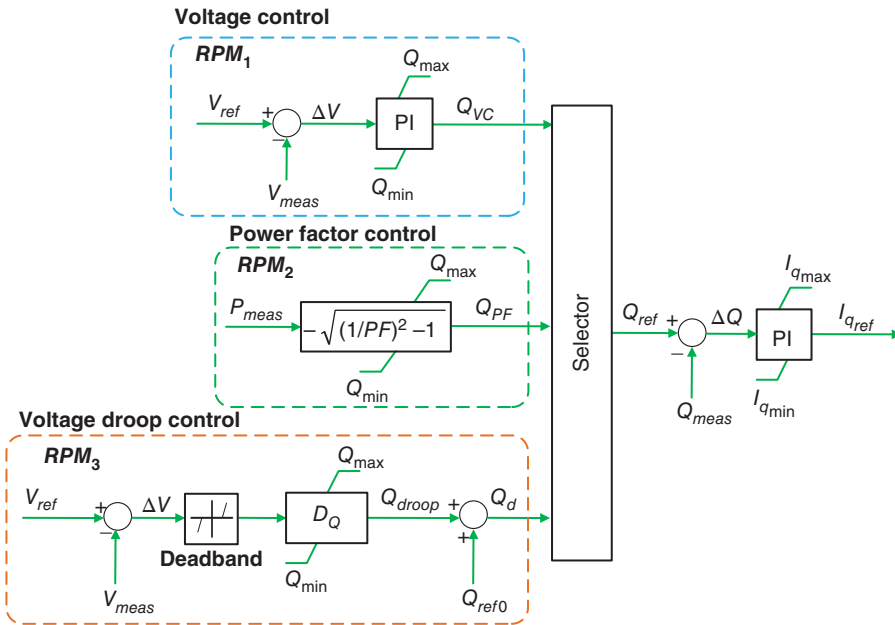 Voltage control
RPM1
Qmax
Vref
+
−
ΔV
PI
QVC
Vmeas
Qmin
Power factor control
RPM2
Qmax
Pmeas
−√(1/PF)² −1
QPF
Qmin
Voltage droop control
RPM3
Qmax
Vref
+
−
ΔV
Deadband
DQ
Qdroop
+
+
Qd
Vmeas
Qmin
Qref0
Selector
Qref
+
−
ΔQ
Iqmax
PI
Iqref
Qmeas
Iqmin